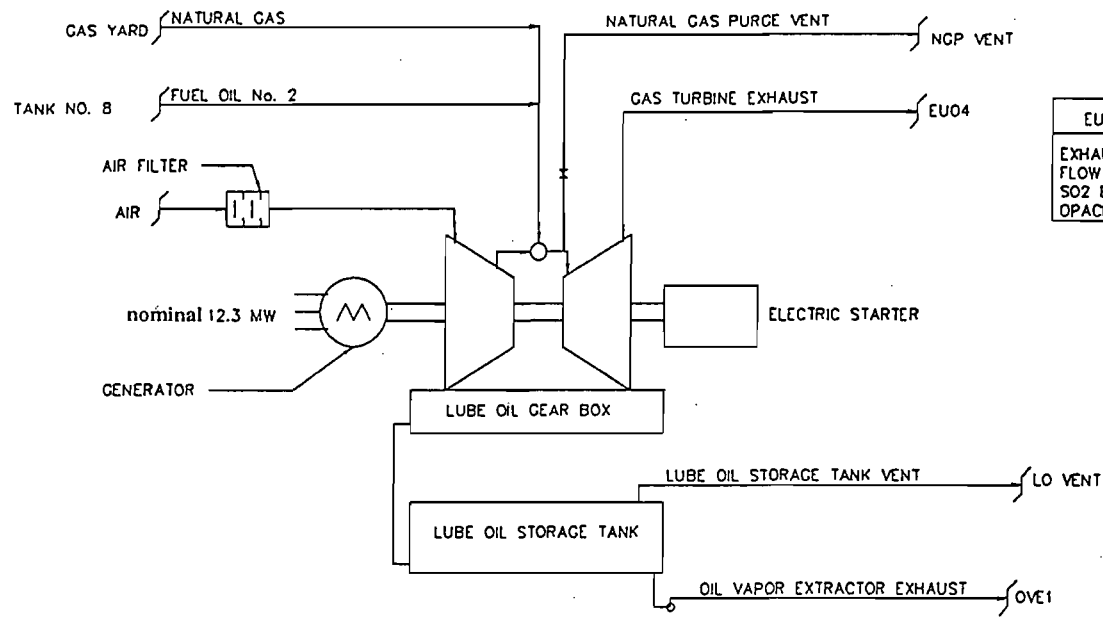 GAS YARD
NATURAL GAS
NATURAL GAS PURGE VENT
NGP VENT
TANK NO. 8
FUEL OIL No. 2
GAS TURBINE EXHAUST
EU04
EU
EXHAU
FLOW
SO2 E
OPAC
AIR FILTER
AIR
nominal 12.3 MW
ELECTRIC STARTER
GENERATOR
LUBE OIL GEAR BOX
LUBE OIL STORAGE TANK VENT
LO VENT
LUBE OIL STORAGE TANK
OIL VAPOR EXTRACTOR EXHAUST
OVE1